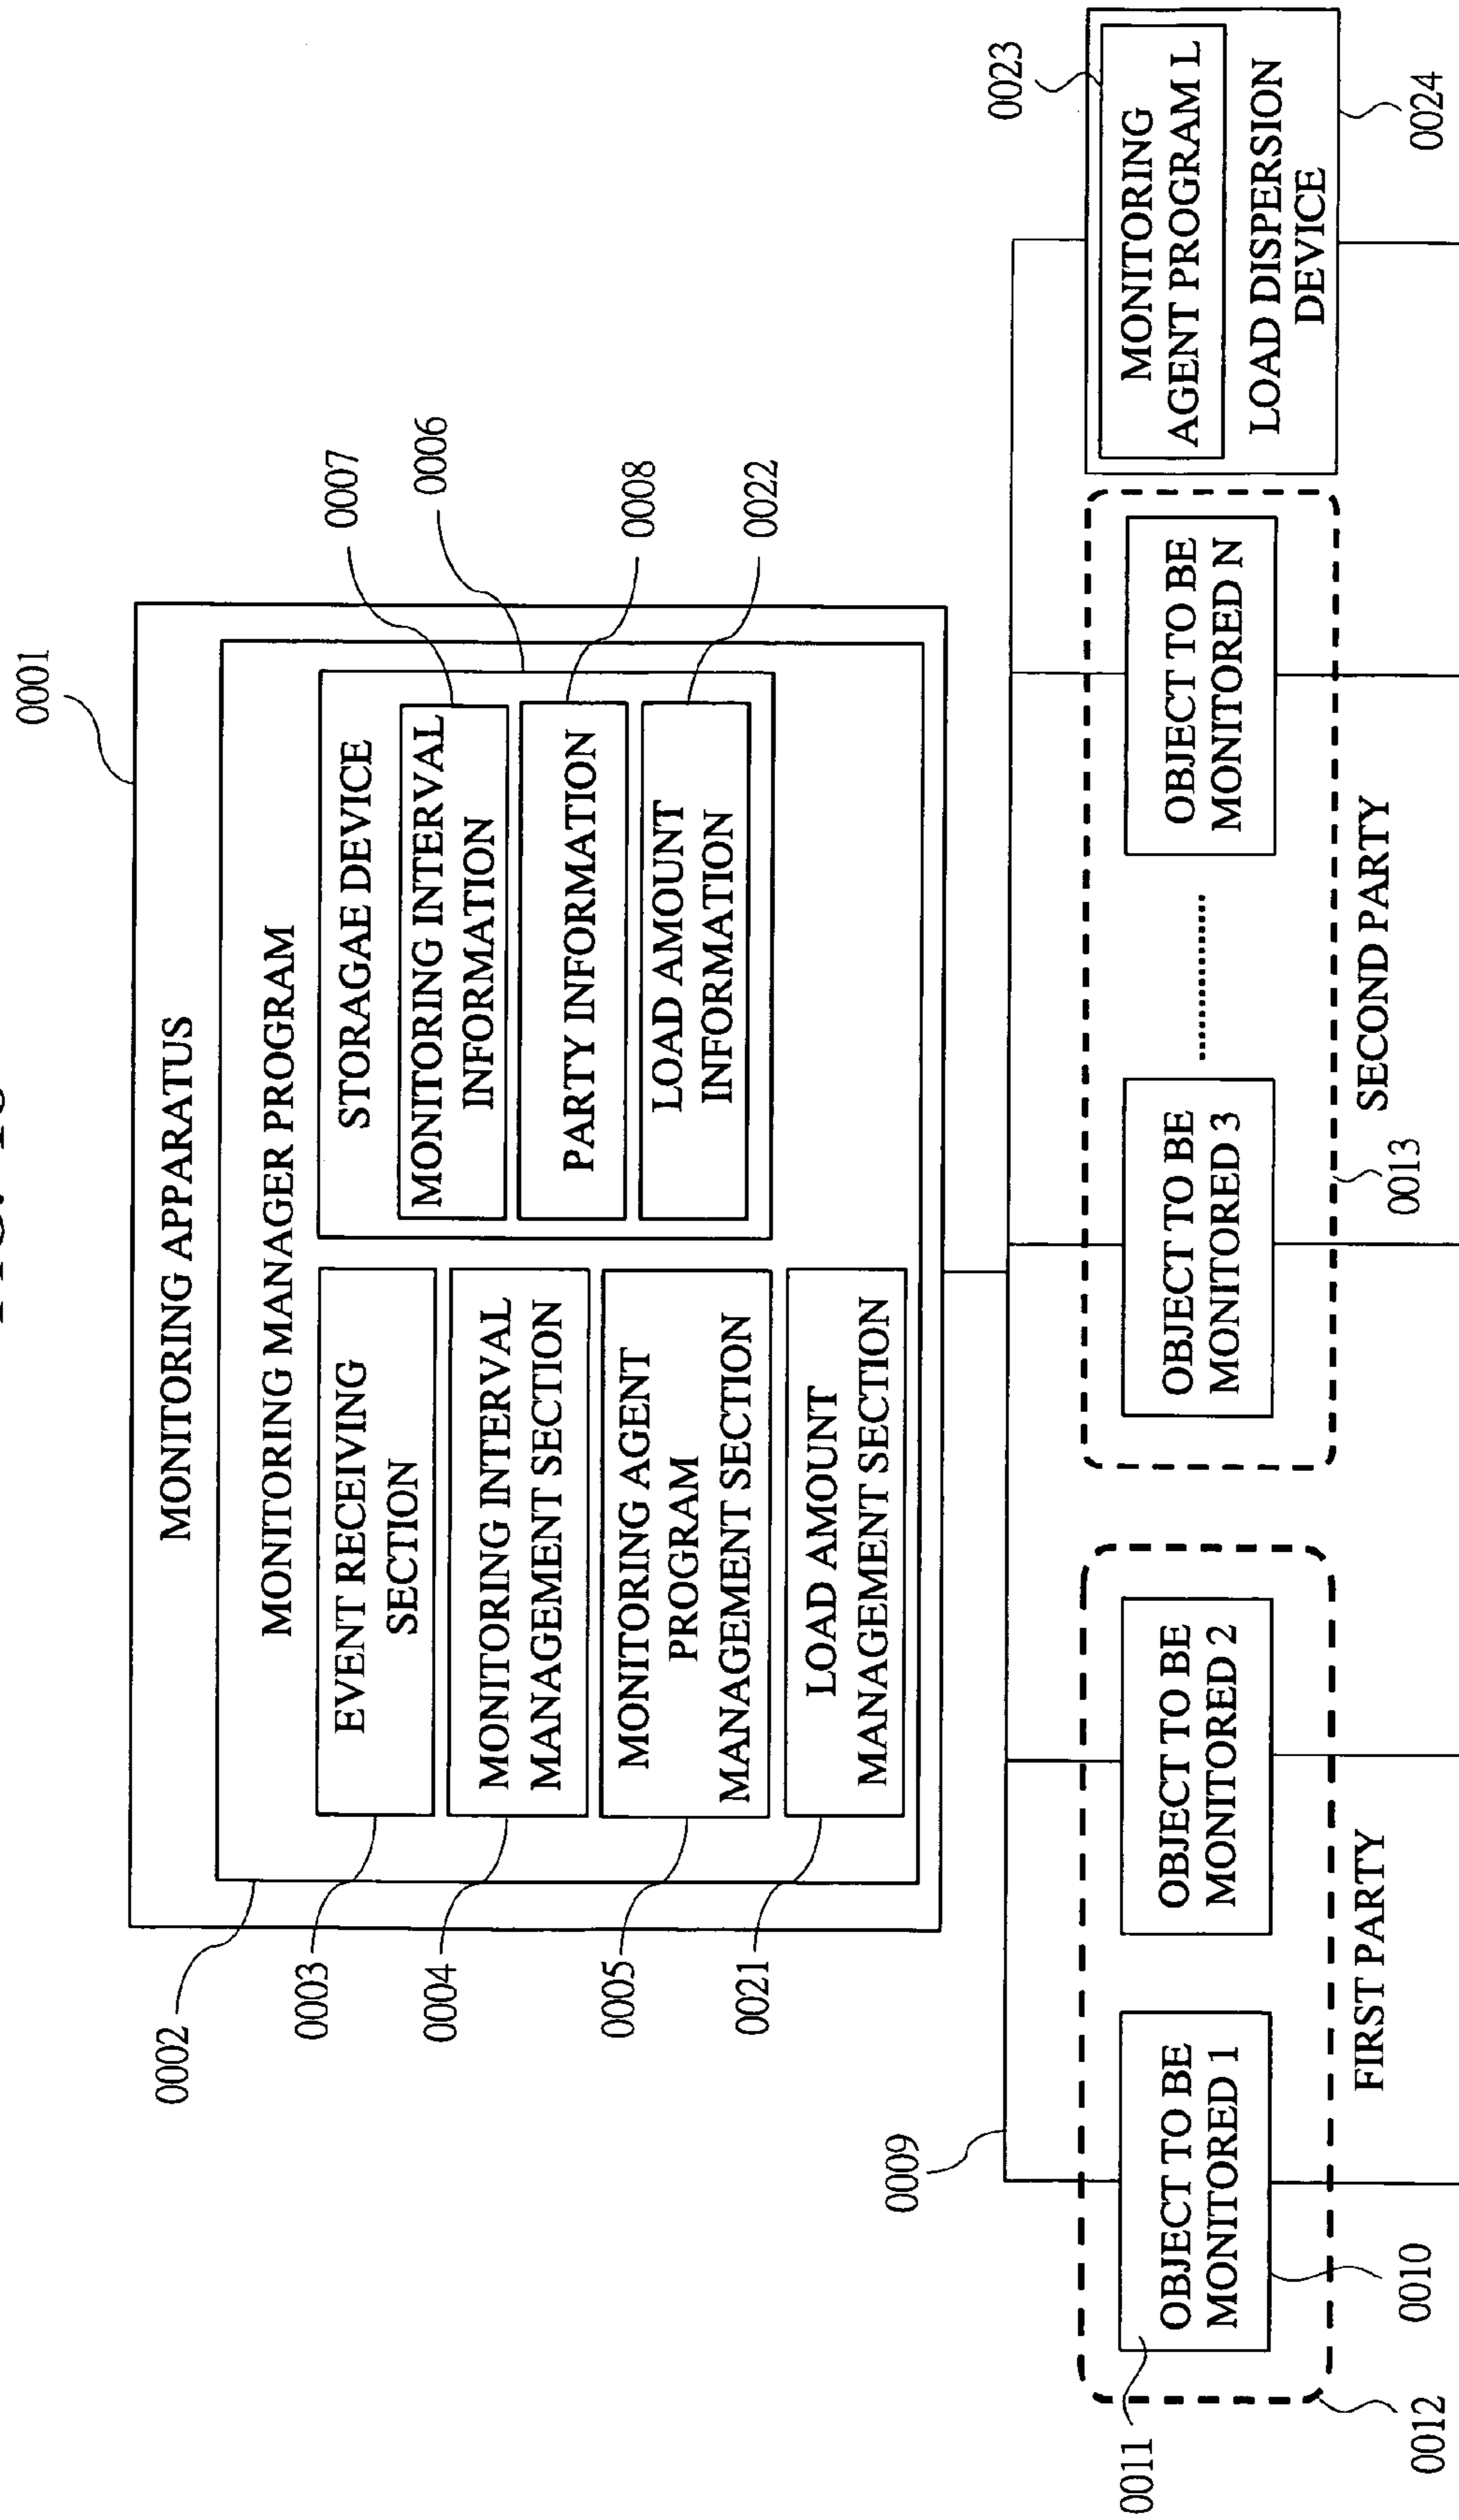 0001
MONITORING APPARATUS
0002
MONITORING MANAGER PROGRAM
0003
EVENT RECEIVING
SECTION
0004
MONITORING INTERVAL
MANAGEMENT SECTION
0005
MONITORING AGENT
PROGRAM
MANAGEMENT SECTION
0021
LOAD AMOUNT
MANAGEMENT SECTION
STORAGAE DEVICE
MONITORING INTERVAL
INFORMATION
PARTY INFORMATION
LOAD AMOUNT
INFORMATION
0007
0006
0008
0022
0009
0011
OBJECT TO BE
MONITORED 1
0010
0012
OBJECT TO BE
MONITORED 2
FIRST PARTY
OBJECT TO BE
MONITORED 3
0013
OBJECT TO BE
MONITORED N
SECOND PARTY
0023
MONITORING
AGENT PROGRAM L
LOAD DISPERSION
DEVICE
0024